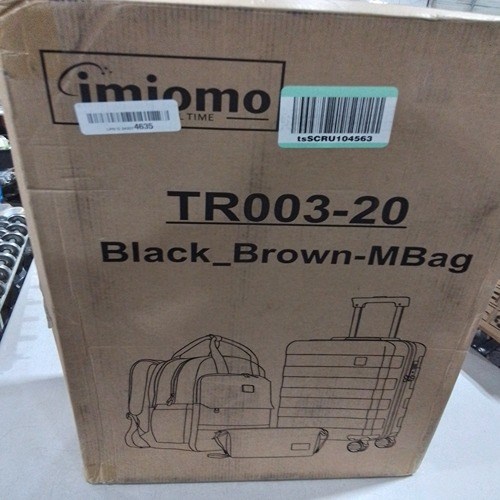 imiomo
TIME
4635
tsSCRU104563
TR003-20
Black_Brown-MBag